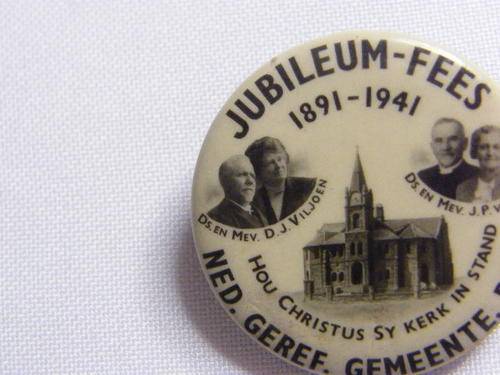 JUBILEUM-FEES
1891-1941
DS. EN MEV. D.J. VILJOEN
DS. EN MEV. J.P.
HOU CHRISTUS SY KERK IN STAND
NED. GEREF. GEMEENTE,